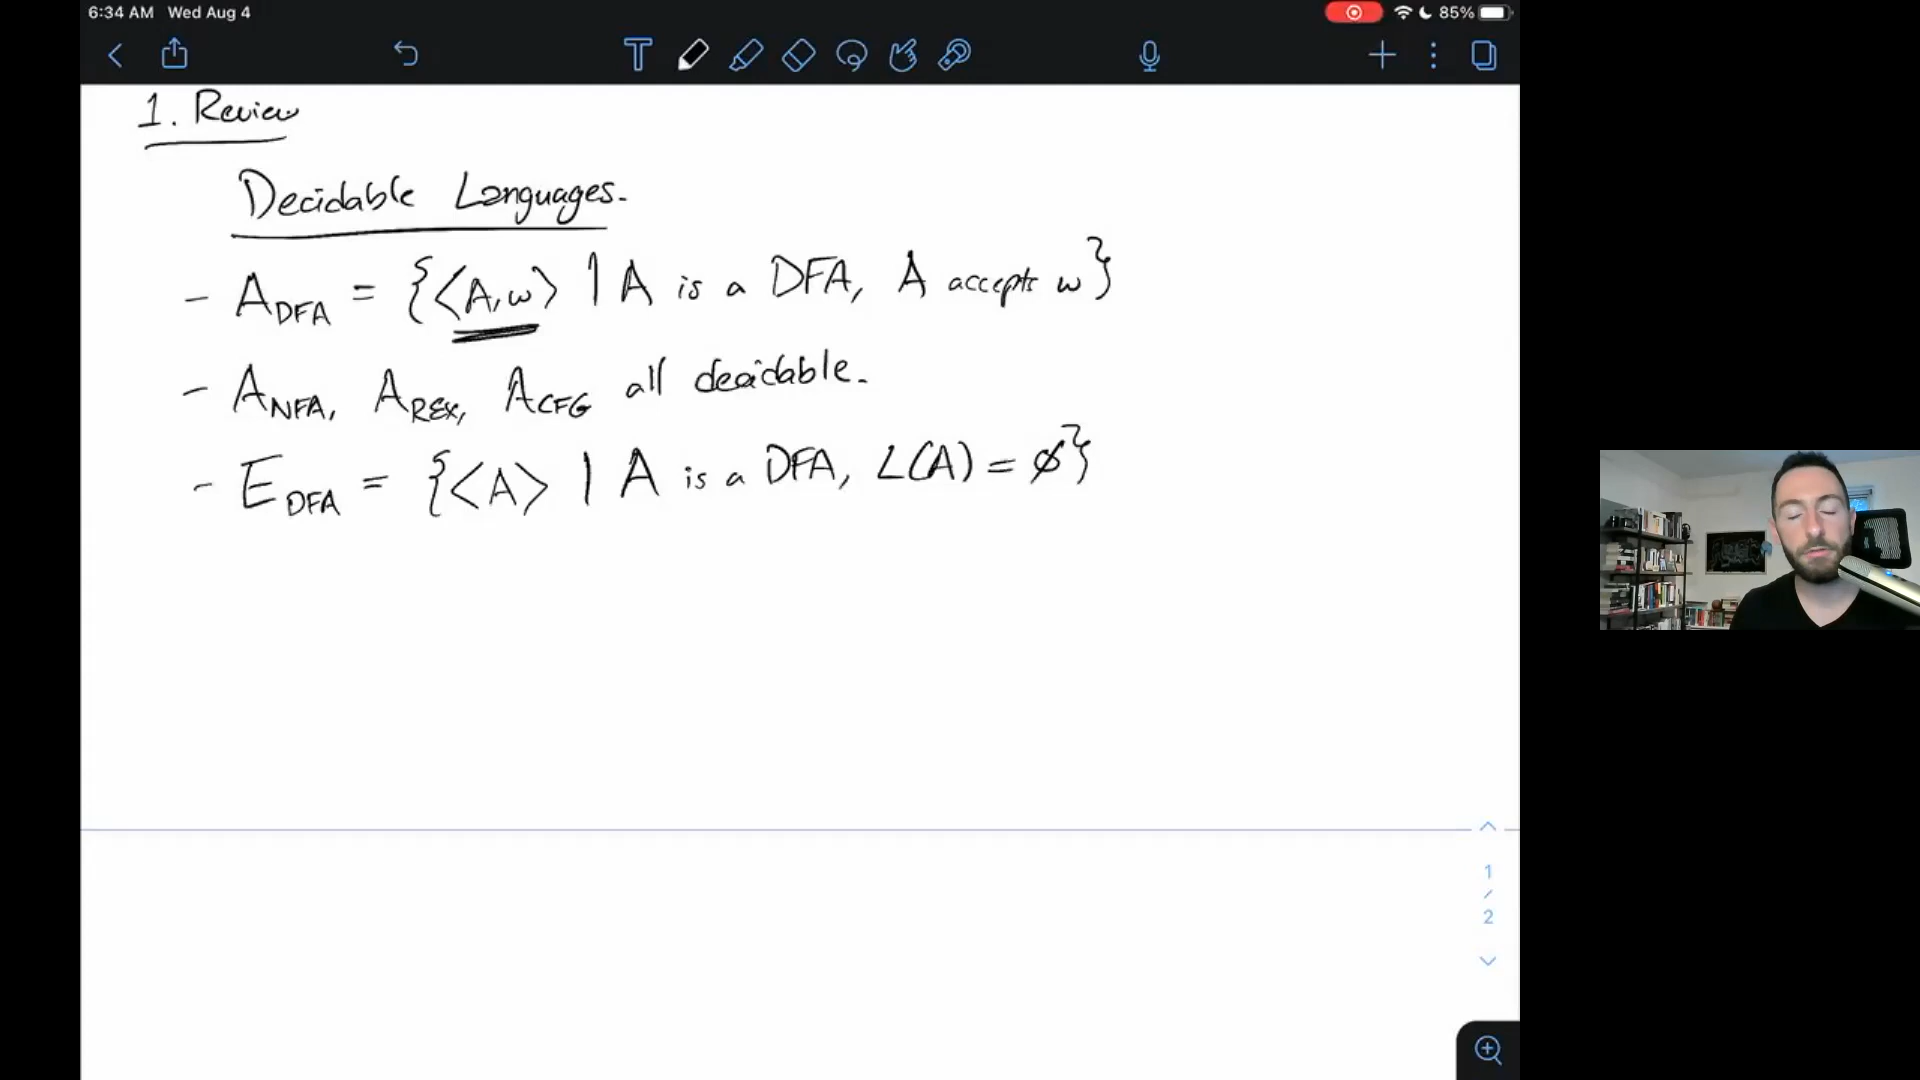 6:34 AM Wed Aug 4 85%
1. Review
Decidable Languages.
- A_DFA = {<A,w> | A is a DFA, A accepts w}
- A_NFA, A_REX, A_CFG all decidable.
- E_DFA = {<A> | A is a DFA, L(A) = ∅}
1
/
2